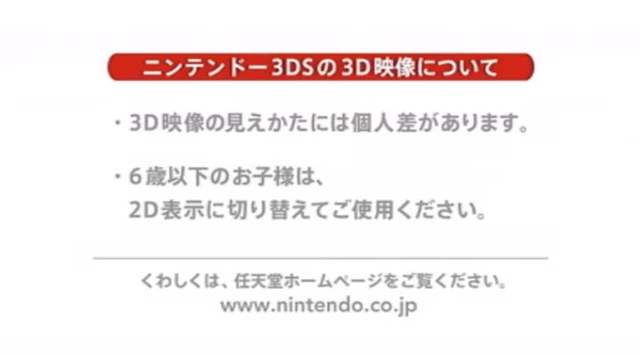 ニンテンドー3DSの3D映像について
・3D映像の見えかたには個人差があります。
・6歳以下のお子様は、
2D表示に切り替えてご使用ください。
くわしくは、任天堂ホームページをご覧ください。
www.nintendo.co.jp